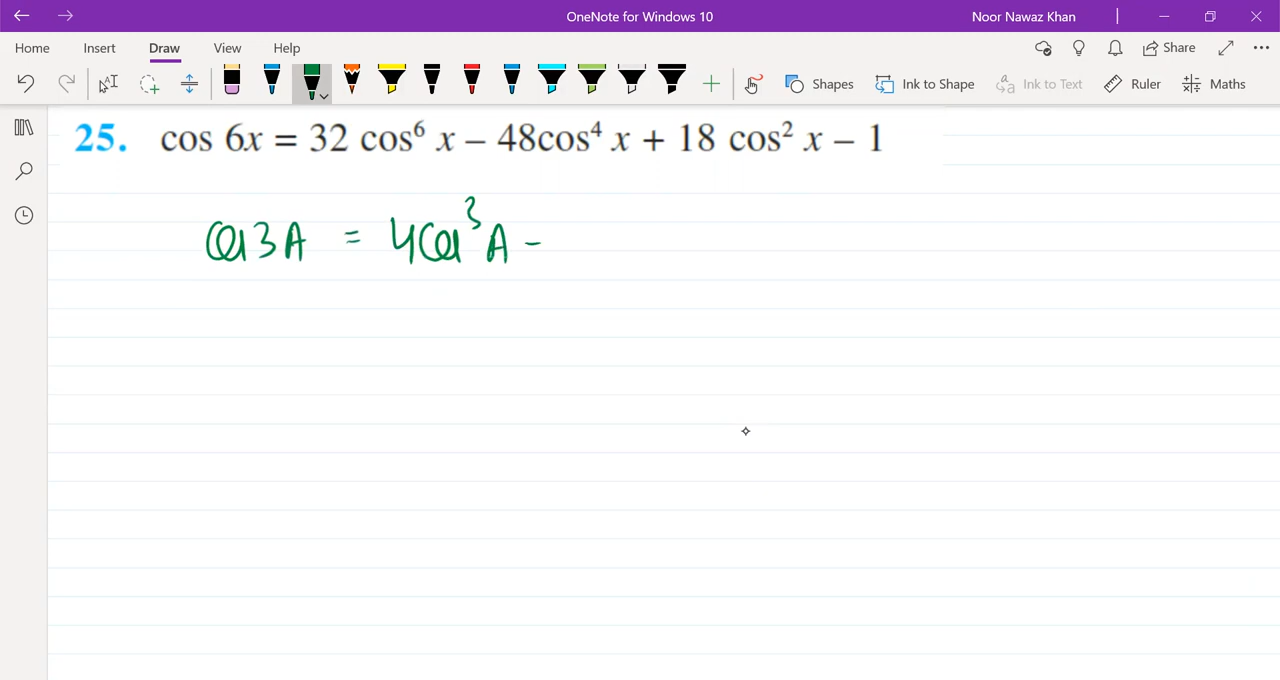 OneNote for Windows 10
Noor Nawaz Khan
Home Insert Draw View Help
Share
Shapes Ink to Shape Ink to Text Ruler Maths
25. cos 6x = 32 cos⁶ x – 48cos⁴ x + 18 cos² x – 1
Cos 3A = 4Cos³A –